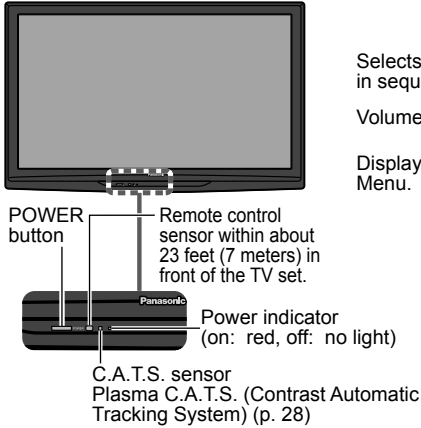 Selects
in sequ
Volume
Display
Menu.
POWER
button
Remote control
sensor within about
23 feet (7 meters) in
front of the TV set.
Panasonic
POWER
Power indicator
(on: red, off: no light)
C.A.T.S. sensor
Plasma C.A.T.S. (Contrast Automatic
Tracking System) (p. 28)